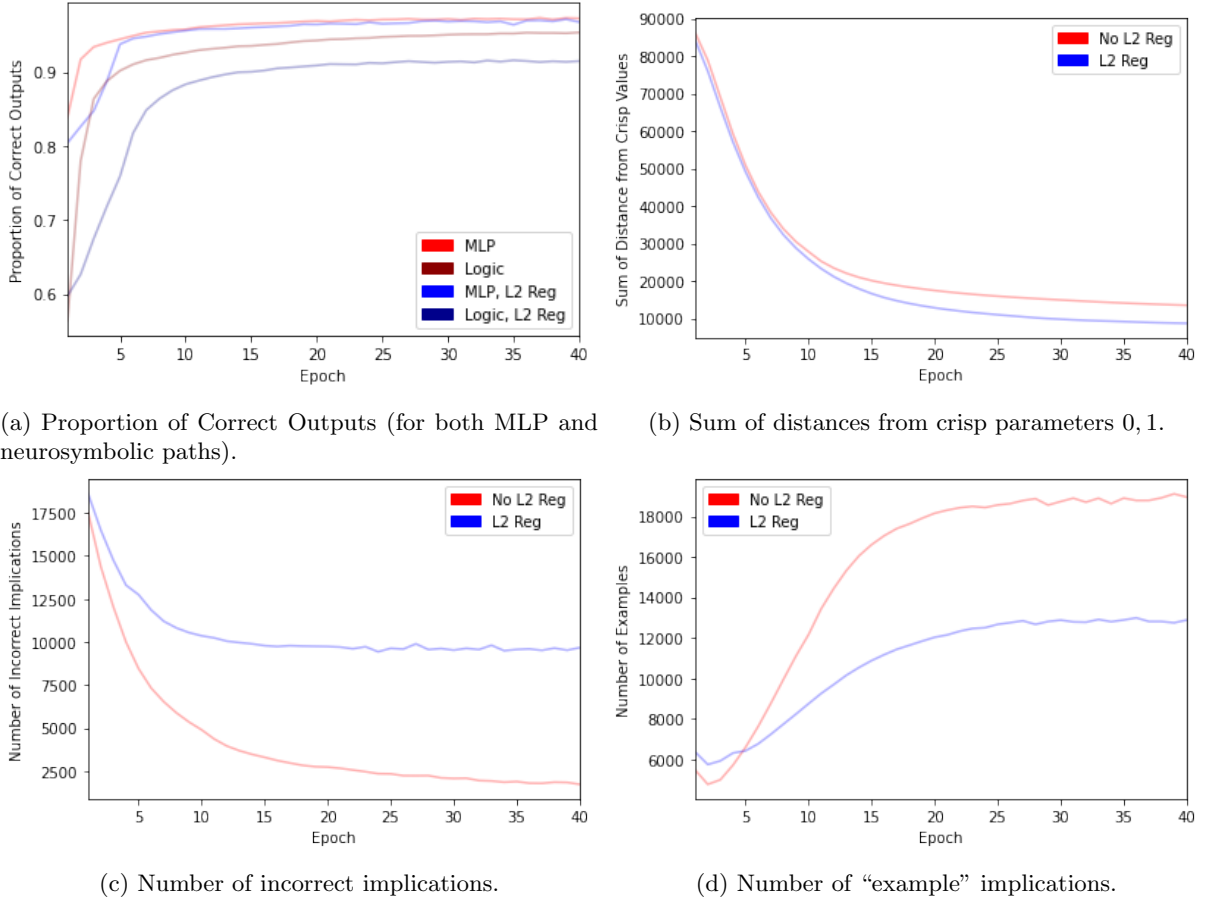 Proportion of Correct Outputs
0.9
0.8
0.7
0.6
MLP
Logic
MLP, L2 Reg
Logic, L2 Reg
5 10 15 20 25 30 35 40
Epoch
(a) Proportion of Correct Outputs (for both MLP and
neurosymbolic paths).
Sum of Distance from Crisp Values
90000
80000
70000
60000
50000
40000
30000
20000
10000
No L2 Reg
L2 Reg
5 10 15 20 25 30 35 40
Epoch
(b) Sum of distances from crisp parameters 0, 1.
Number of Incorrect Implications
17500
15000
12500
10000
7500
5000
2500
No L2 Reg
L2 Reg
5 10 15 20 25 30 35 40
Epoch
(c) Number of incorrect implications.
Number of Examples
18000
16000
14000
12000
10000
8000
6000
No L2 Reg
L2 Reg
5 10 15 20 25 30 35 40
Epoch
(d) Number of “example” implications.